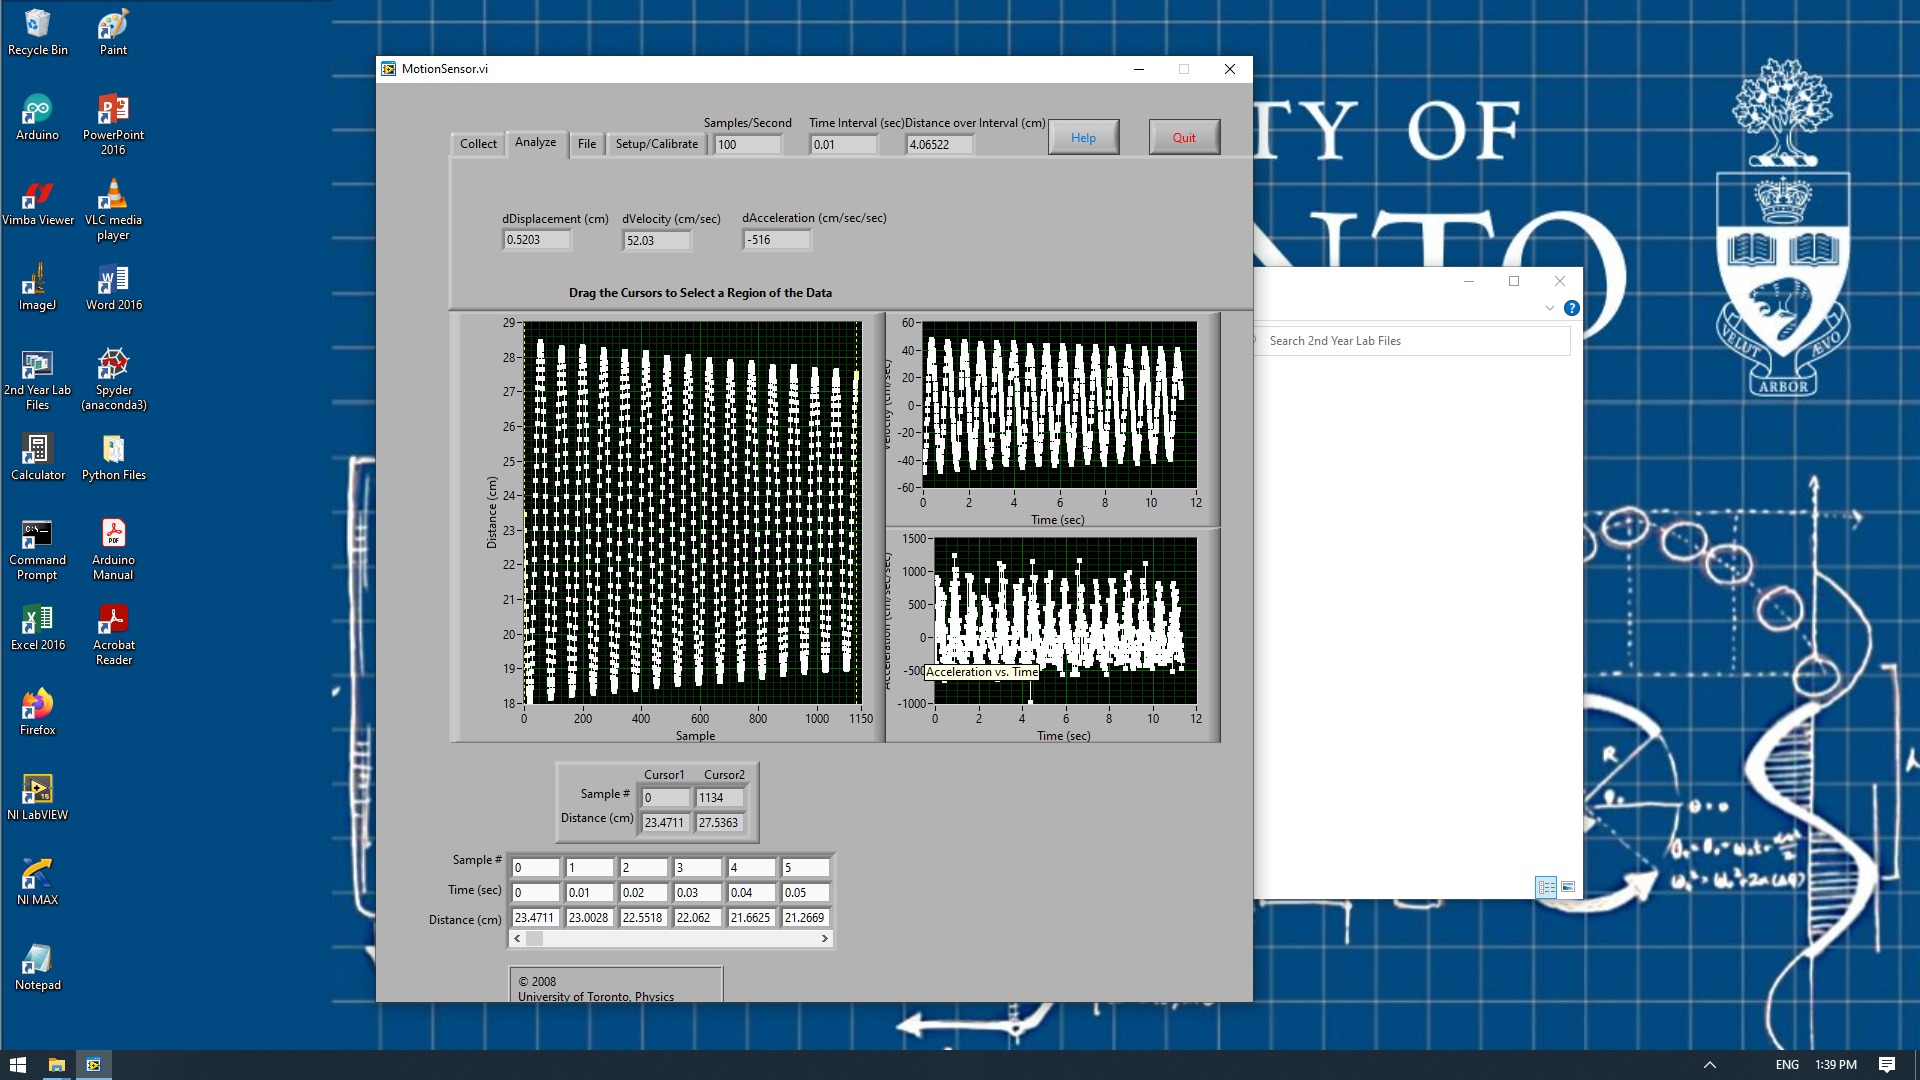 Recycle Bin
Paint
Arduino
PowerPoint 2016
Vimba Viewer
VLC media player
ImageJ
Word 2016
2nd Year Lab Files
Spyder (anaconda3)
Calculator
Python Files
Command Prompt
Arduino Manual
Excel 2016
Acrobat Reader
Firefox
NI LabVIEW
NI MAX
Notepad
MotionSensor.vi
Collect
Analyze
File
Setup/Calibrate
Samples/Second
100
Time Interval (sec)
0.01
Distance over Interval (cm)
4.06522
Help
Quit
dDisplacement (cm)
0.5203
dVelocity (cm/sec)
52.03
dAcceleration (cm/sec/sec)
-516
Drag the Cursors to Select a Region of the Data
29
28
27
26
25
24
23
22
21
20
19
18
Distance (cm)
0 200 400 600 800 1000 1150
Sample
60
40
20
0
-20
-40
-60
Velocity (cm/sec)
0 2 4 6 8 10 12
Time (sec)
1500
1000
500
0
-500
-1000
Acceleration (cm/sec/sec)
Acceleration vs. Time
0 2 4 6 8 10 12
Time (sec)
Cursor1 Cursor2
Sample # 0 1134
Distance (cm) 23.4711 27.5363
Sample # 0 1 2 3 4 5
Time (sec) 0 0.01 0.02 0.03 0.04 0.05
Distance (cm) 23.4711 23.0028 22.5518 22.062 21.6625 21.2669
© 2008
University of Toronto, Physics
Search 2nd Year Lab Files
TY OF
NTO
VELUT ÆVO
ARBOR
R
θ = 0
ENG 1:39 PM